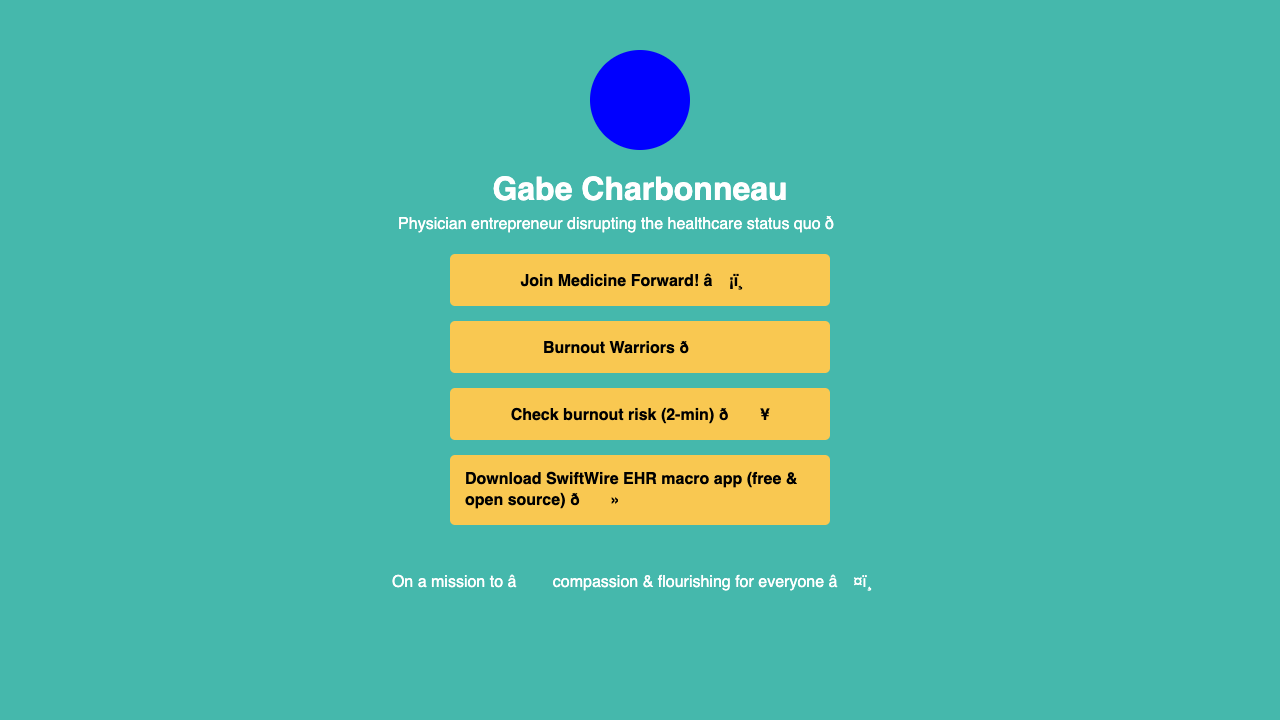 Gabe Charbonneau
Physician entrepreneur disrupting the healthcare status quo ð
Join Medicine Forward! â ¡ï¸
Burnout Warriors ð
Check burnout risk (2-min) ð ¥
Download SwiftWire EHR macro app (free &
open source) ð »
On a mission to â compassion & flourishing for everyone â ¤ï¸